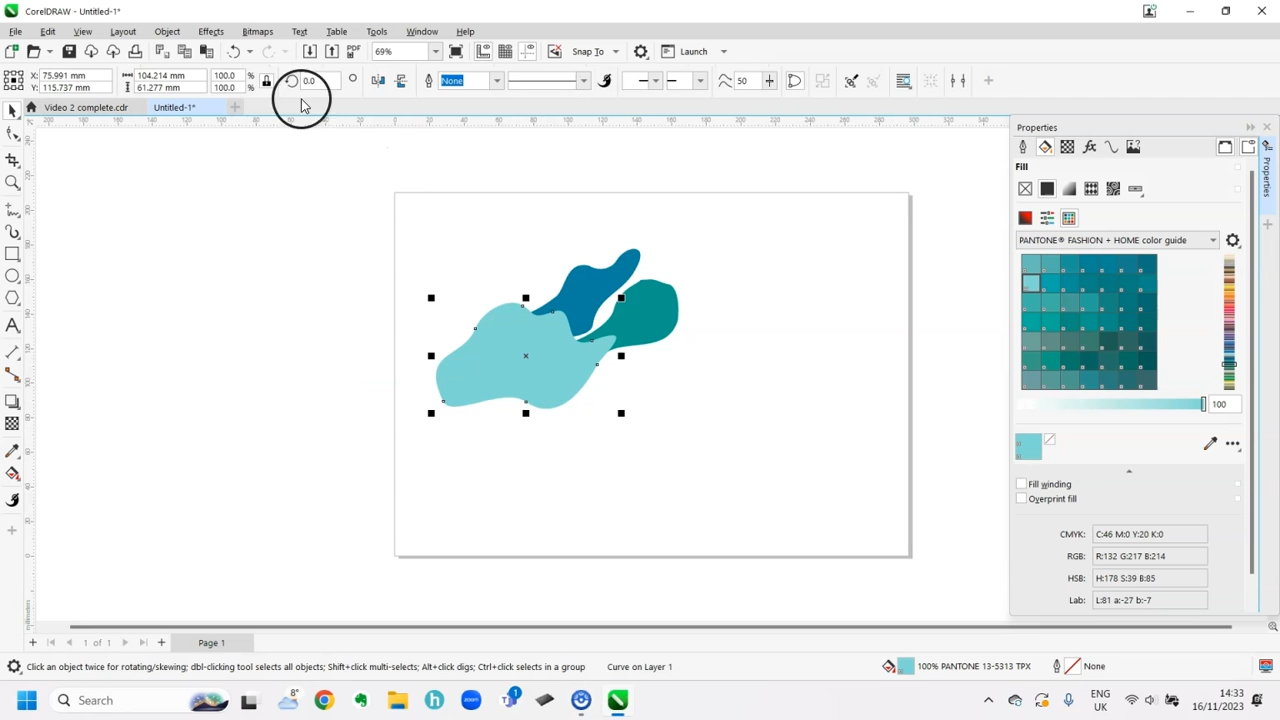 CorelDRAW - Untitled-1*
File Edit View Layout Object Effects Bitmaps Text Table Tools Window Help
PDF 69% Snap To Launch
X: 75.991 mm 104.214 mm 100.0 % 0.0 None 50
Y: 115.737 mm 61.277 mm 100.0 %
Video 2 complete.cdr Untitled-1*
Properties
Fill
PANTONE® FASHION + HOME color guide
Properties
100
Fill winding
Overprint fill
CMYK: C:46 M:0 Y:20 K:0
RGB: R:132 G:217 B:214
HSB: H:178 S:39 B:85
Lab: L:81 a:-27 b:-7
1 of 1 Page 1
Click an object twice for rotating/skewing; dbl-clicking tool selects all objects; Shift+click multi-selects; Alt+click digs; Ctrl+click selects in a group Curve on Layer 1 100% PANTONE 13-5313 TPX None
Search 8° 1 ENG UK 14:33 16/11/2023